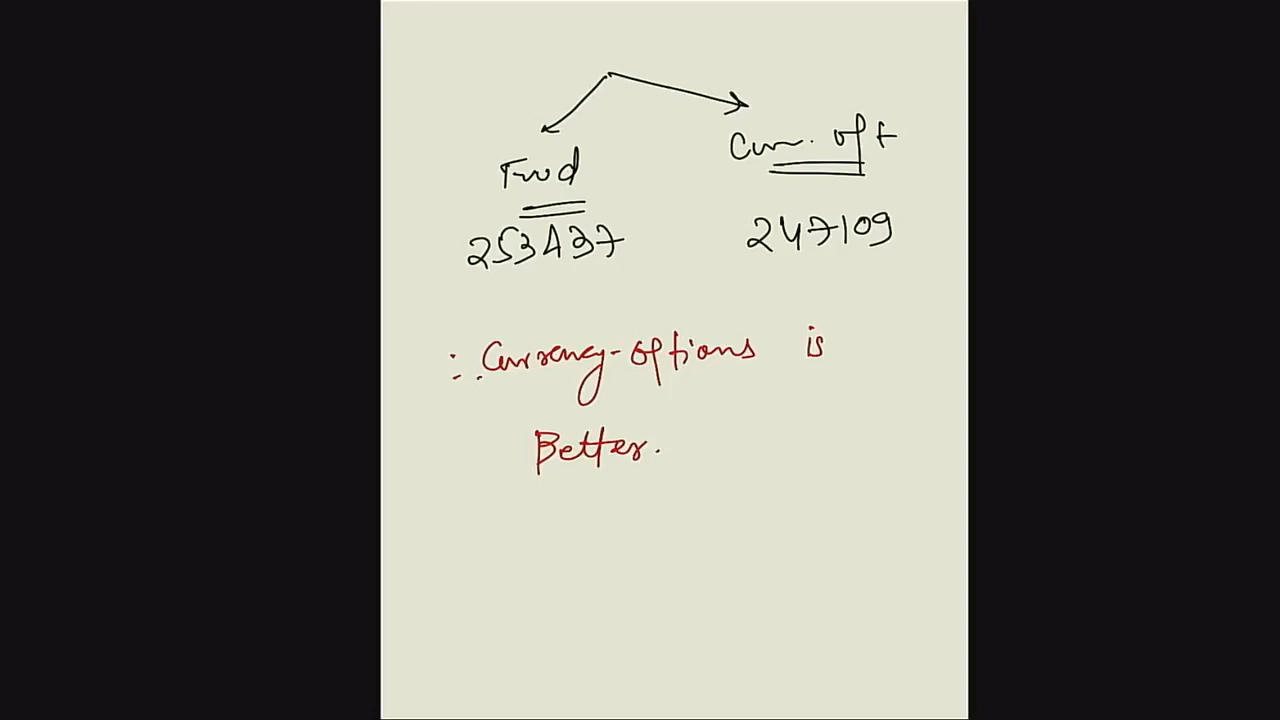 Fwd
Curr. opt
253437
247109
∴ Currency-options is
Better.